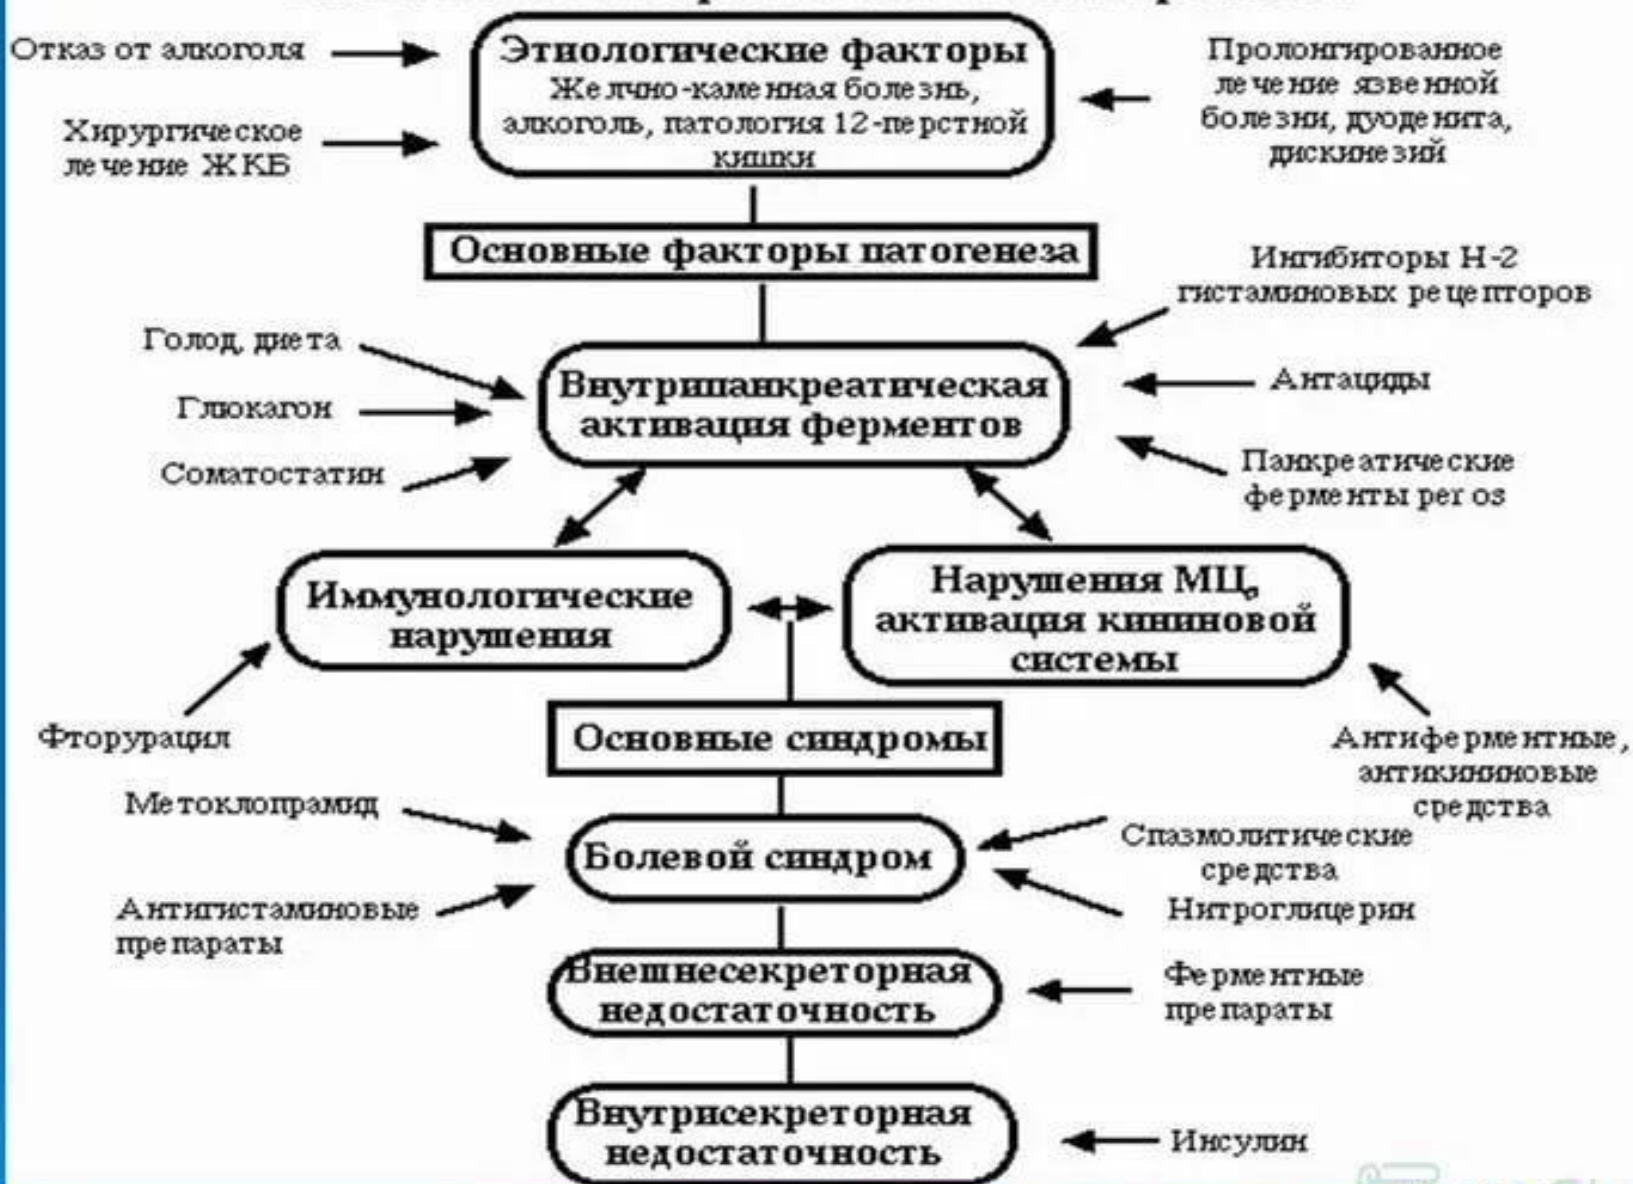 Отказ от алкоголя
Хирургическое
лечение ЖКБ
Этиологические факторы
Желчно-каменная болезнь,
алкоголь, патология 12-перстной
кишки
Пролонгированное
лечение язвенной
болезни, дуоденита,
дискинезий
Основные факторы патогенеза
Ингибиторы Н-2
гистаминовых рецепторов
Голод, диета
Глюкагон
Соматостатин
Внутрипанкреатическая
активация ферментов
Антациды
Панкреатические
ферменты per os
Иммунологические
нарушения
Нарушения МЦ,
активация кининовой
системы
Фторурацил
Основные синдромы
Антиферментные,
антикининовые
средства
Метоклопрамид
Антигистаминовые
препараты
Болевой синдром
Спазмолитические
средства
Нитроглицерин
Внешнесекреторная
недостаточность
Ферментные
препараты
Внутрисекреторная
недостаточность
Инсулин